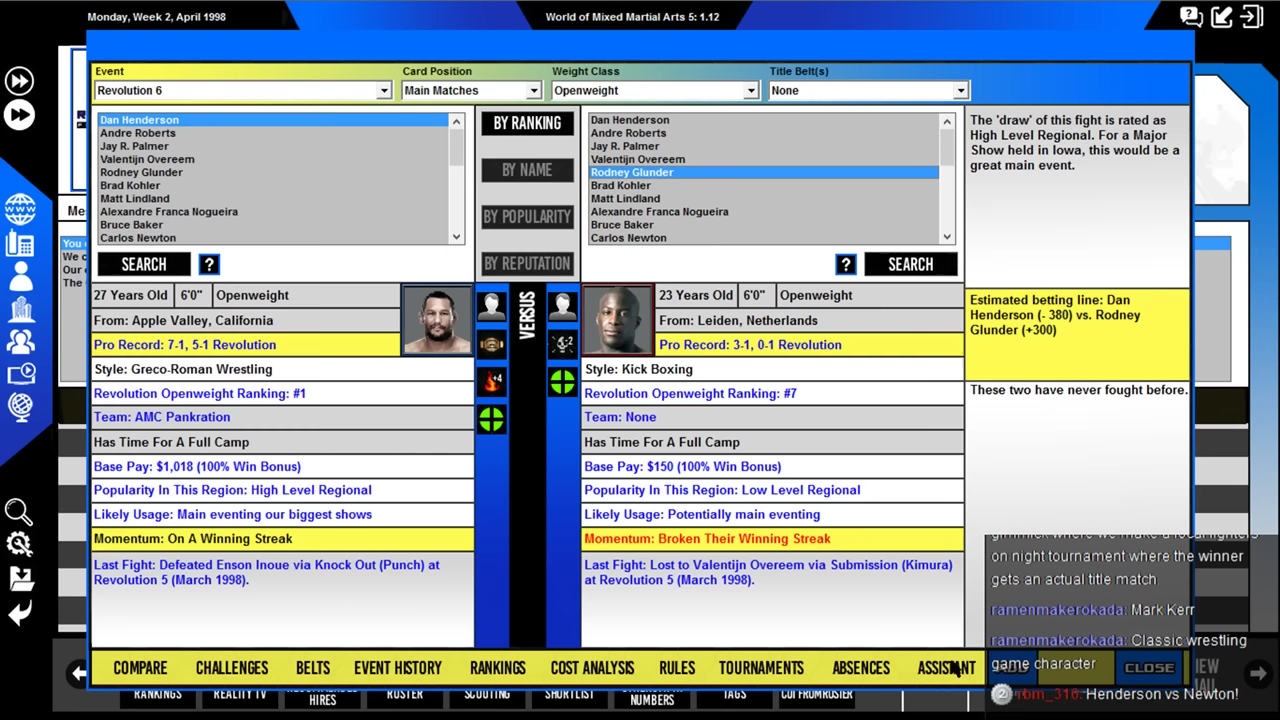 Monday, Week 2, April 1998
World of Mixed Martial Arts 5: 1.12
Event
Card Position
Weight Class
Title Belt(s)
Revolution 6
Main Matches
Openweight
None
Dan Henderson
Andre Roberts
Jay R. Palmer
Valentijn Overeem
Rodney Glunder
Brad Kohler
Matt Lindland
Alexandre Franca Nogueira
Bruce Baker
Carlos Newton
BY RANKING
BY NAME
BY POPULARITY
BY REPUTATION
Dan Henderson
Andre Roberts
Jay R. Palmer
Valentijn Overeem
Rodney Glunder
Brad Kohler
Matt Lindland
Alexandre Franca Nogueira
Bruce Baker
Carlos Newton
The 'draw' of this fight is rated as
High Level Regional. For a Major
Show held in Iowa, this would be a
great main event.
Me
You
We c
Our
The
SEARCH
?
?
SEARCH
27 Years Old
6'0"
Openweight
From: Apple Valley, California
Pro Record: 7-1, 5-1 Revolution
Style: Greco-Roman Wrestling
Revolution Openweight Ranking: #1
Team: AMC Pankration
Has Time For A Full Camp
Base Pay: $1,018 (100% Win Bonus)
Popularity In This Region: High Level Regional
Likely Usage: Main eventing our biggest shows
Momentum: On A Winning Streak
Last Fight: Defeated Enson Inoue via Knock Out (Punch) at
Revolution 5 (March 1998).
+4
VERSUS
-2
23 Years Old
6'0"
Openweight
From: Leiden, Netherlands
Pro Record: 3-1, 0-1 Revolution
Style: Kick Boxing
Revolution Openweight Ranking: #7
Team: None
Has Time For A Full Camp
Base Pay: $150 (100% Win Bonus)
Popularity In This Region: Low Level Regional
Likely Usage: Potentially main eventing
Momentum: Broken Their Winning Streak
Last Fight: Lost to Valentijn Overeem via Submission (Kimura)
at Revolution 5 (March 1998).
Estimated betting line: Dan
Henderson (- 380) vs. Rodney
Glunder (+300)
These two have never fought before.
gimmick where we make a local fighters
on night tournament where the winner
gets an actual title match
ramenmakerokada: Mark Kerr
ramenmakerokada: Classic wrestling
game character
rbm_316: Henderson vs Newton!
COMPARE
CHALLENGES
BELTS
EVENT HISTORY
RANKINGS
COST ANALYSIS
RULES
TOURNAMENTS
ABSENCES
ASSISTANT
CLOSE
RANKINGS
REALITY TV
HIRES
ROSTER
SCOUTING
SHORTLIST
NUMBERS
TAGS